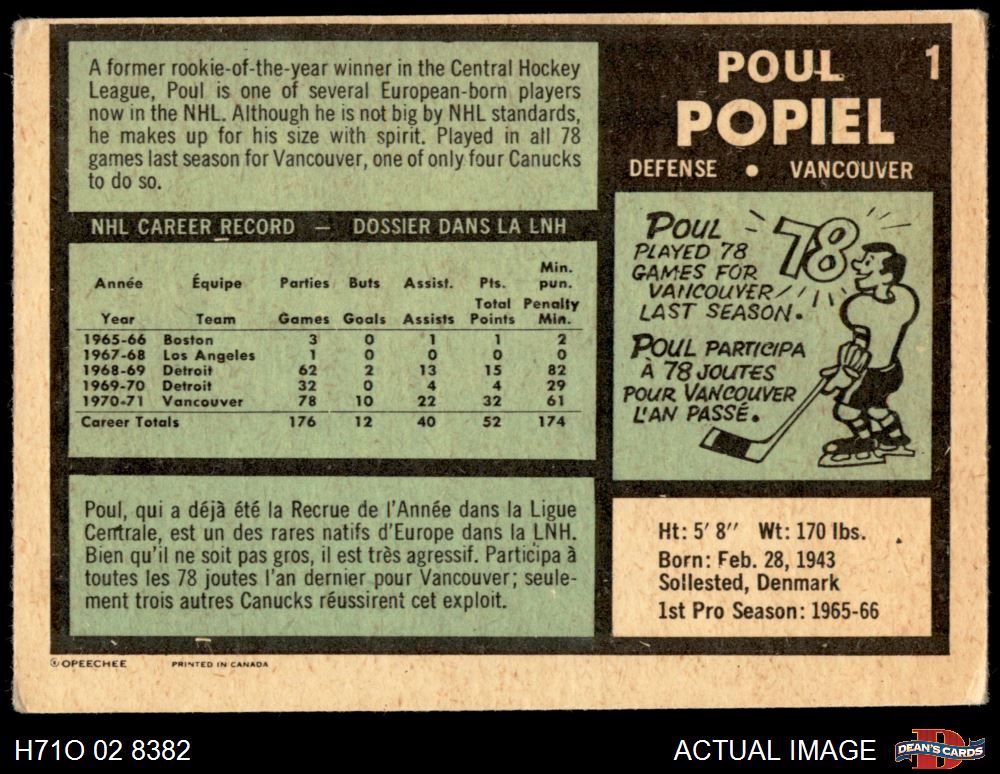 A former rookie-of-the-year winner in the Central Hockey
League, Poul is one of several European-born players
now in the NHL. Although he is not big by NHL standards,
he makes up for his size with spirit. Played in all 78
games last season for Vancouver, one of only four Canucks
to do so.
POUL 1
POPIEL
DEFENSE • VANCOUVER
NHL CAREER RECORD — DOSSIER DANS LA LNH
Année Équipe Parties Buts Assist. Pts. Min. pun.
Year Team Games Goals Assists Total Points Penalty Min.
1965-66 Boston 3 0 1 1 2
1967-68 Los Angeles 1 0 0 0 0
1968-69 Detroit 62 2 13 15 82
1969-70 Detroit 32 0 4 4 29
1970-71 Vancouver 78 10 22 32 61
Career Totals 176 12 40 52 174
POUL
PLAYED 78
GAMES FOR
VANCOUVER
LAST SEASON.
78
POUL PARTICIPA
À 78 JOUTES
POUR VANCOUVER
L'AN PASSÉ.
Poul, qui a déjà été la Recrue de l'Année dans la Ligue
Centrale, est un des rares natifs d'Europe dans la LNH.
Bien qu'il ne soit pas gros, il est très agressif. Participa à
toutes les 78 joutes l'an dernier pour Vancouver; seule-
ment trois autres Canucks réussirent cet exploit.
Ht: 5' 8" Wt: 170 lbs.
Born: Feb. 28, 1943
Sollested, Denmark
1st Pro Season: 1965-66
© OPEECHEE PRINTED IN CANADA
H71O 02 8382
ACTUAL IMAGE
D
DEAN'S CARDS